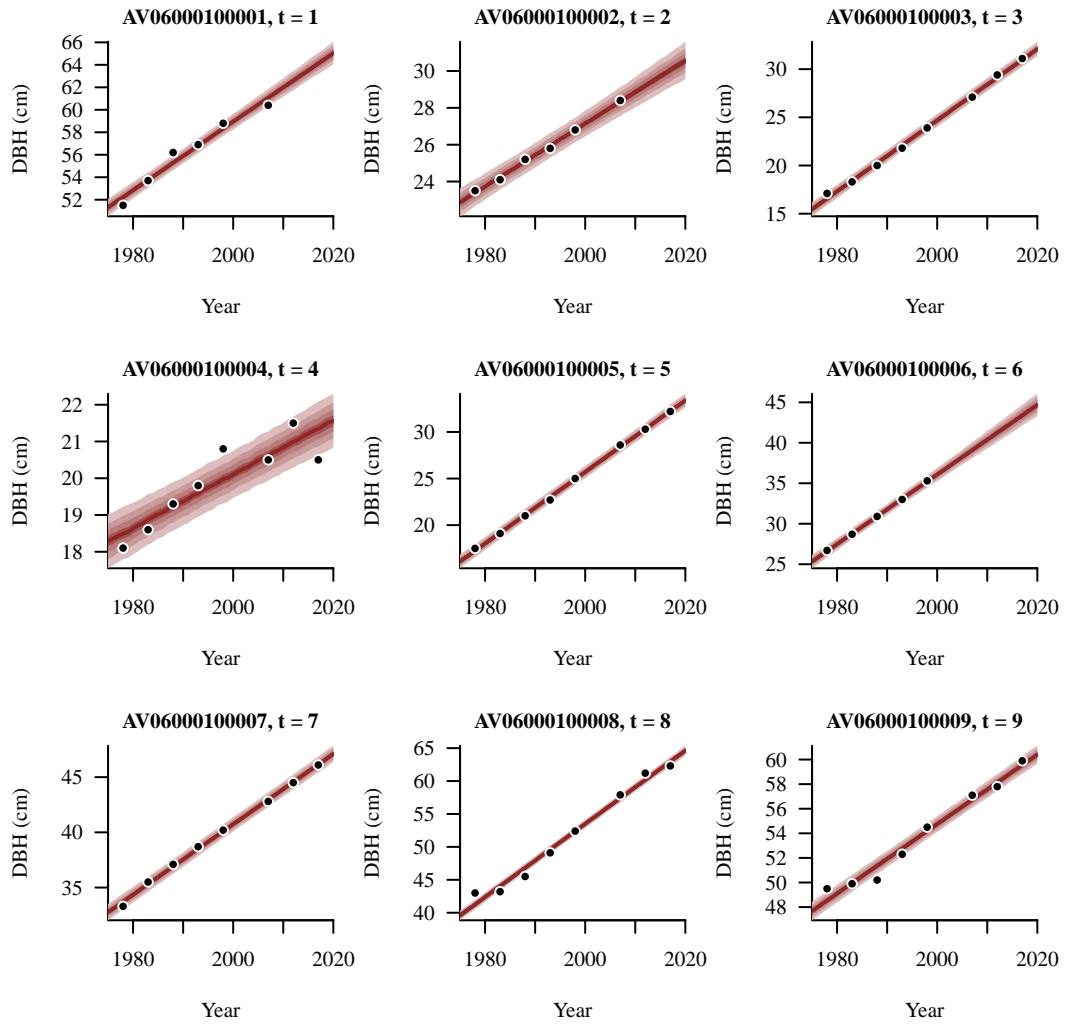 AV06000100001, t = 1
66
64
62
60
58
56
54
52
DBH (cm)
1980
2000
2020
Year
AV06000100002, t = 2
30
28
26
24
DBH (cm)
1980
2000
2020
Year
AV06000100003, t = 3
30
25
20
15
DBH (cm)
1980
2000
2020
Year
AV06000100004, t = 4
22
21
20
19
18
DBH (cm)
1980
2000
2020
Year
AV06000100005, t = 5
30
25
20
DBH (cm)
1980
2000
2020
Year
AV06000100006, t = 6
45
40
35
30
25
DBH (cm)
1980
2000
2020
Year
AV06000100007, t = 7
45
40
35
DBH (cm)
1980
2000
2020
Year
AV06000100008, t = 8
65
60
55
50
45
40
DBH (cm)
1980
2000
2020
Year
AV06000100009, t = 9
60
58
56
54
52
50
48
DBH (cm)
1980
2000
2020
Year